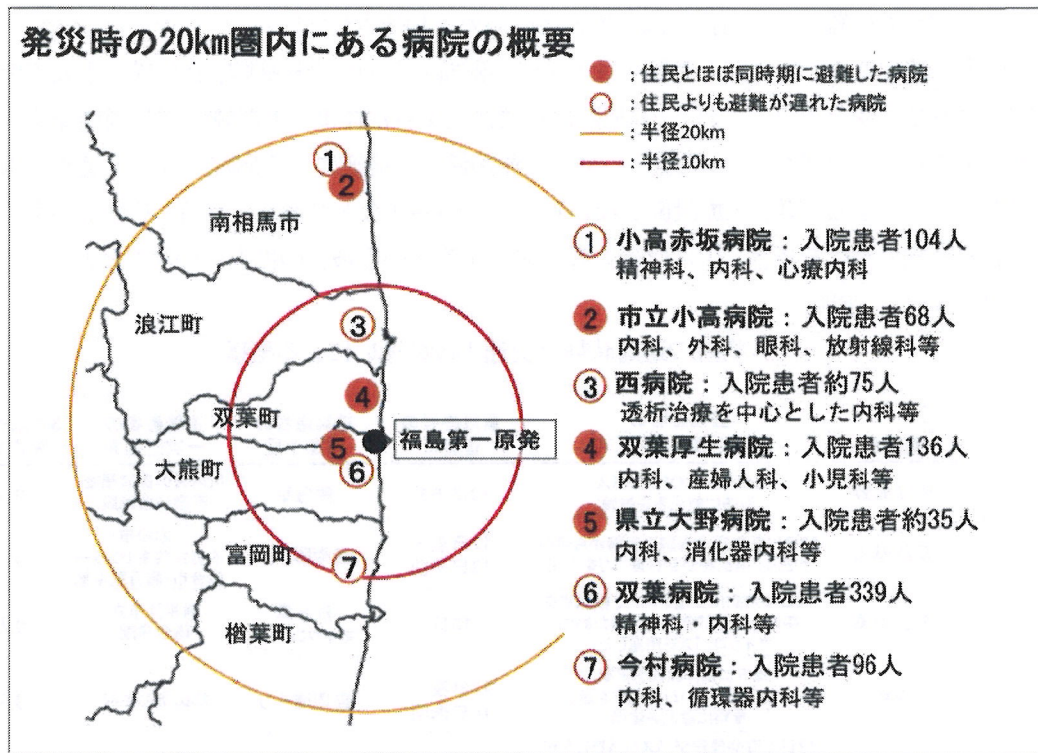 発災時の20km圏内にある病院の概要
：住民とほぼ同時期に避難した病院
：住民よりも避難が遅れた病院
：半径20km
：半径10km
1
2
南相馬市
浪江町
3
4
双葉町
5
福島第一原発
大熊町
6
富岡町
7
楢葉町
① 小高赤坂病院：入院患者104人
精神科、内科、心療内科
2 市立小高病院：入院患者68人
内科、外科、眼科、放射線科等
③ 西病院：入院患者約75人
透析治療を中心とした内科等
4 双葉厚生病院：入院患者136人
内科、産婦人科、小児科等
5 県立大野病院：入院患者約35人
内科、消化器内科等
⑥ 双葉病院：入院患者339人
精神科・内科等
⑦ 今村病院：入院患者96人
内科、循環器内科等